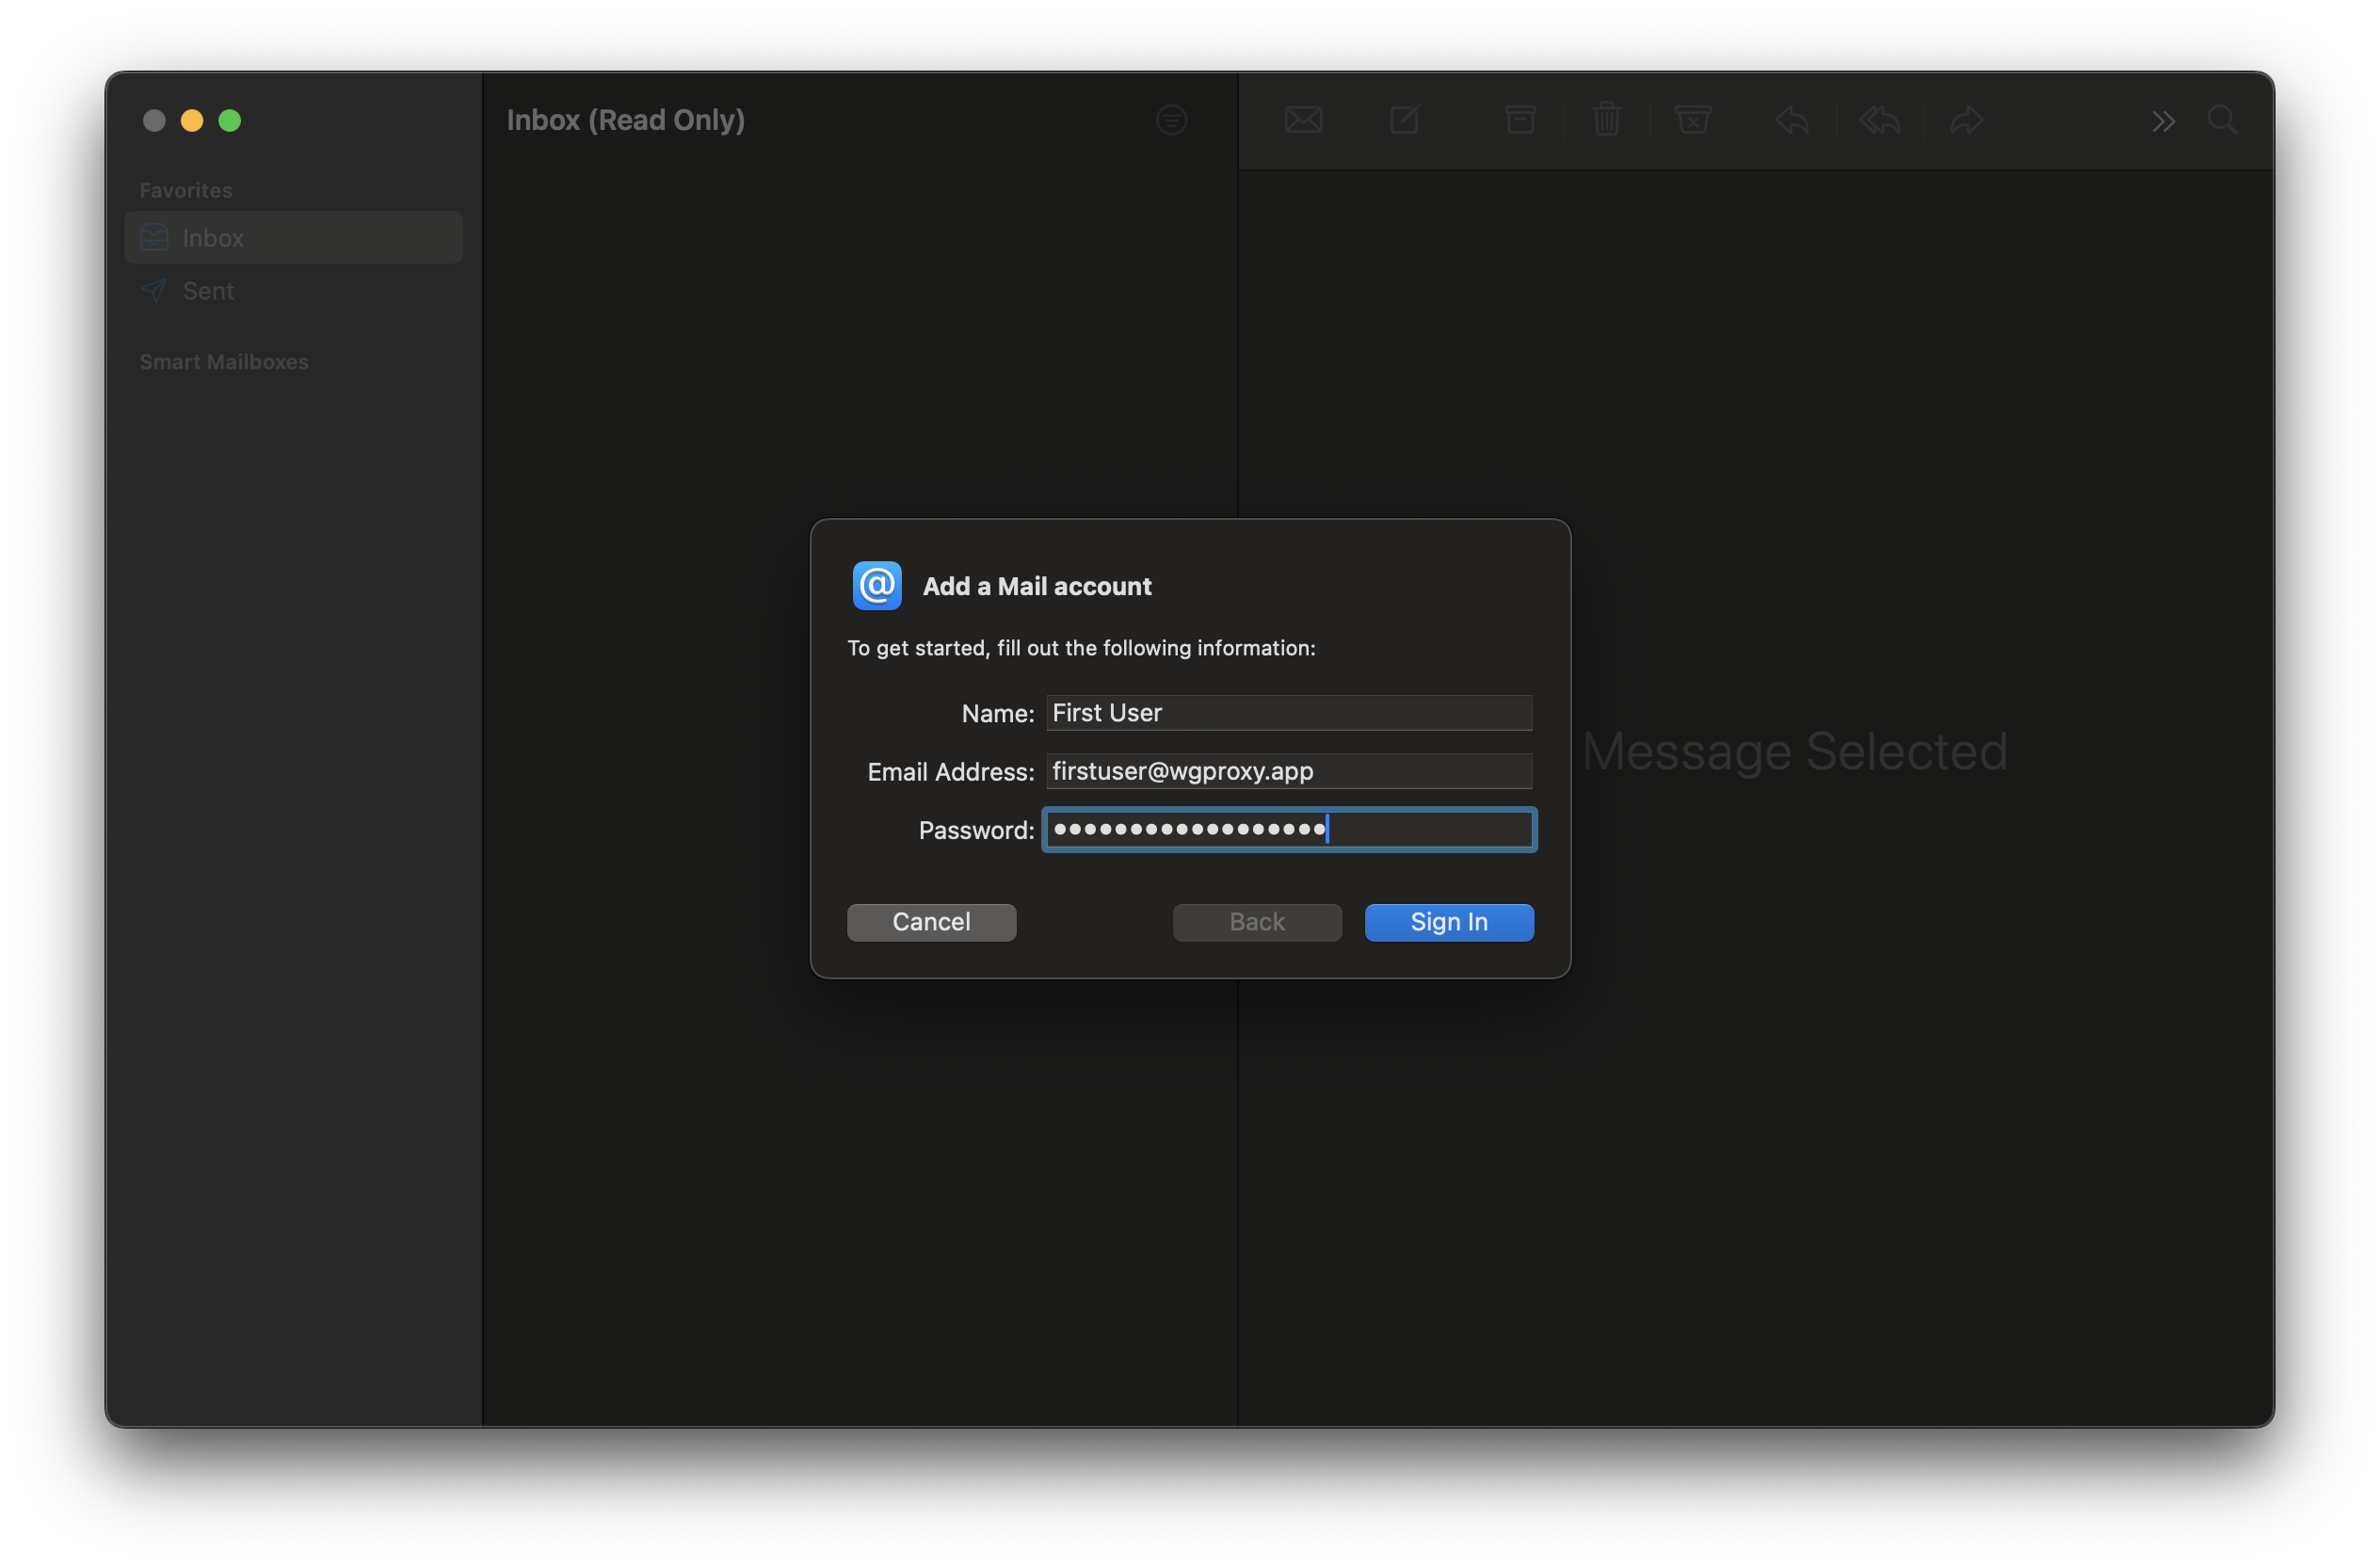 Inbox (Read Only)
Favorites
Inbox
Sent
Smart Mailboxes
Message Selected
@
Add a Mail account
To get started, fill out the following information:
Name: First User
Email Address: firstuser@wgproxy.app
Password: ••••••••••••••••••
Cancel
Back
Sign In